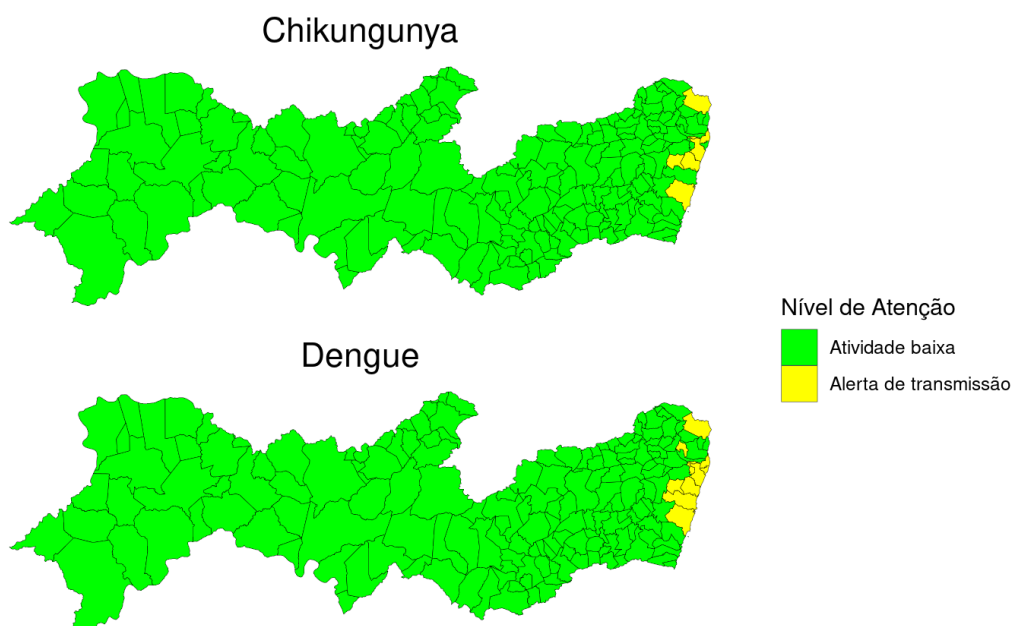 Chikungunya
Nível de Atenção
Atividade baixa
Alerta de transmissão
Dengue